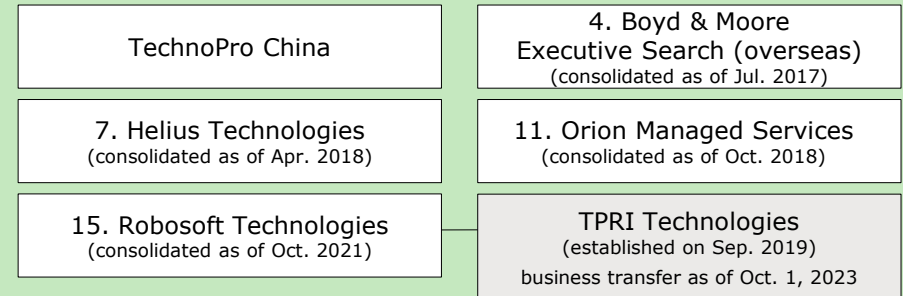 TechnoPro China
4. Boyd & Moore
Executive Search (overseas)
(consolidated as of Jul. 2017)
7. Helius Technologies
(consolidated as of Apr. 2018)
11. Orion Managed Services
(consolidated as of Oct. 2018)
15. Robosoft Technologies
(consolidated as of Oct. 2021)
TPRI Technologies
(established on Sep. 2019)
business transfer as of Oct. 1, 2023